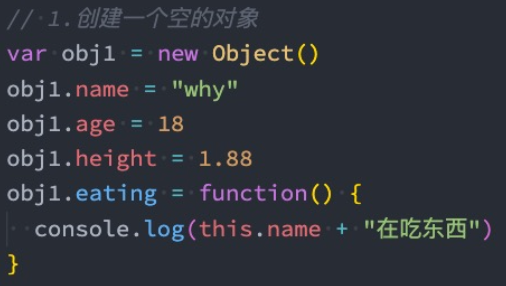 // 1.创建一个空的对象
var obj1 = new Object()
obj1.name = "why"
obj1.age = 18
obj1.height = 1.88
obj1.eating = function() {
  console.log(this.name + "在吃东西")
}